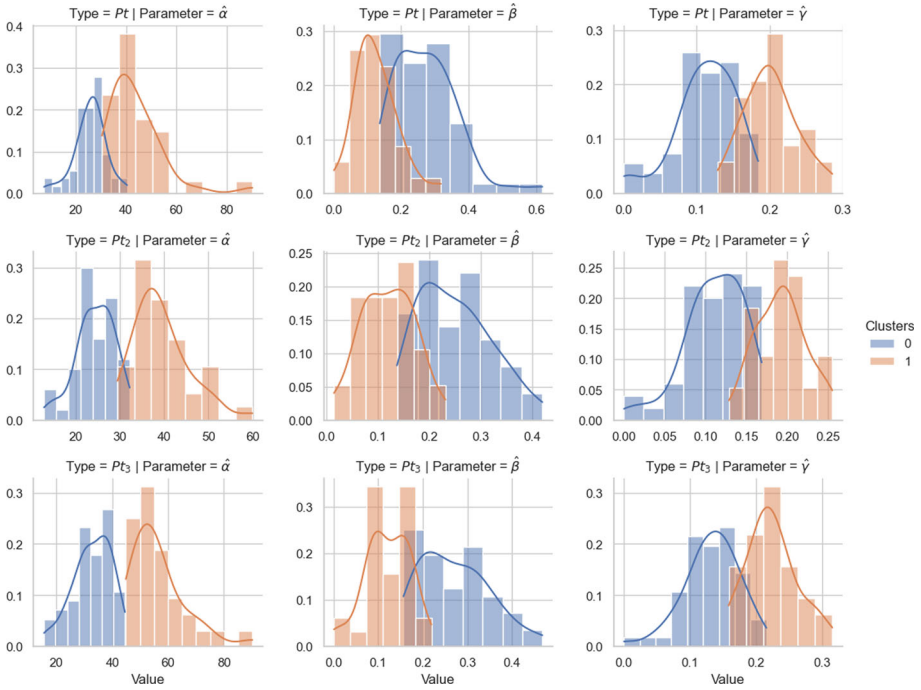 Type = Pt | Parameter = α̂
Type = Pt | Parameter = β̂
Type = Pt | Parameter = γ̂
0.4
0.3
0.2
0.1
0.0
20 40 60 80
0.3
0.2
0.1
0.0
0.0 0.2 0.4 0.6
0.3
0.2
0.1
0.0
0.0 0.1 0.2 0.3
Type = Pt₂ | Parameter = α̂
Type = Pt₂ | Parameter = β̂
Type = Pt₂ | Parameter = γ̂
0.3
0.2
0.1
0.0
20 30 40 50 60
0.25
0.20
0.15
0.10
0.05
0.00
0.0 0.1 0.2 0.3 0.4
0.25
0.20
0.15
0.10
0.05
0.00
0.00 0.05 0.10 0.15 0.20 0.25
Clusters
0
1
Type = Pt₃ | Parameter = α̂
Type = Pt₃ | Parameter = β̂
Type = Pt₃ | Parameter = γ̂
0.3
0.2
0.1
0.0
20 40 60 80
Value
0.3
0.2
0.1
0.0
0.0 0.1 0.2 0.3 0.4
Value
0.3
0.2
0.1
0.0
0.0 0.1 0.2 0.3
Value